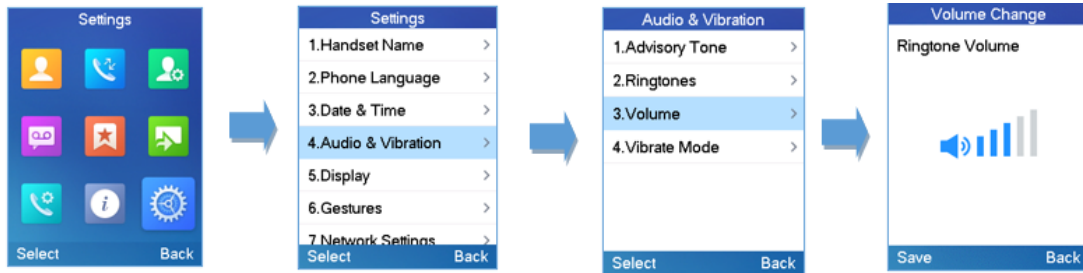 Settings
Select Back
Settings
1.Handset Name
2.Phone Language
3.Date & Time
4.Audio & Vibration
5.Display
6.Gestures
7.Network Settings
Select Back
Audio & Vibration
1.Advisory Tone
2.Ringtones
3.Volume
4.Vibrate Mode
Select Back
Volume Change
Ringtone Volume
Save Back